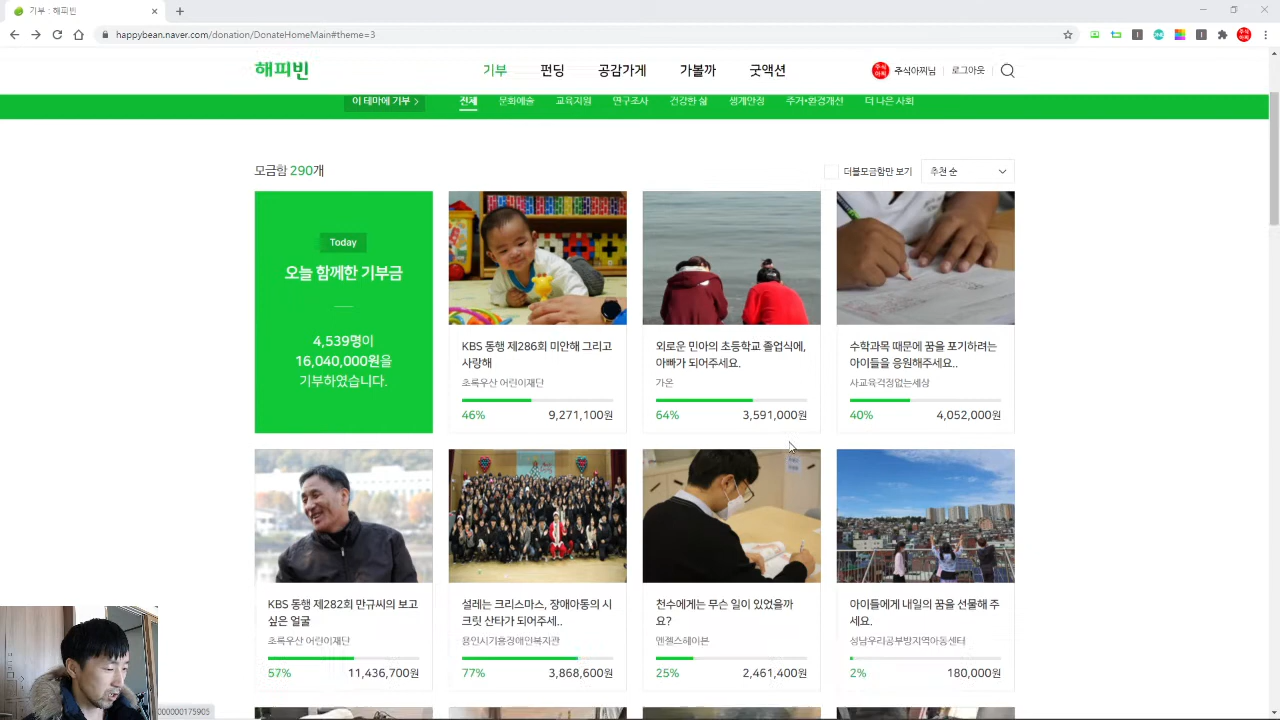 기부 : 해피빈
happybean.naver.com/donation/DonateHomeMain#theme=3
해피빈
기부 펀딩 공감가게 가볼까 굿액션
주식아찌님 로그아웃
이 테마에 기부
전체 문화예술 교육지원 연구조사 건강한 삶 생계안정 주거•환경개선 더 나은 사회
모금함 290개
더블모금함만 보기 추천 순
Today
오늘 함께한 기부금
4,539명이
16,040,000원을
기부하였습니다.
KBS 동행 제286회 미안해 그리고
사랑해
초록우산 어린이재단
46% 9,271,100원
외로운 민아의 초등학교 졸업식에,
아빠가 되어주세요.
가온
64% 3,591,000원
수학과목 때문에 꿈을 포기하려는
아이들을 응원해주세요..
사교육걱정없는세상
40% 4,052,000원
KBS 동행 제282회 만규씨의 보고
싶은 얼굴
초록우산 어린이재단
57% 11,436,700원
설레는 크리스마스, 장애아동의 시
크릿 산타가 되어주세..
용인시기흥장애인복지관
77% 3,868,600원
천수에게는 무슨 일이 있었을까
요?
엔젤스헤이븐
25% 2,461,400원
아이들에게 내일의 꿈을 선물해 주
세요.
성남우리공부방지역아동센터
2% 180,000원
000000175905